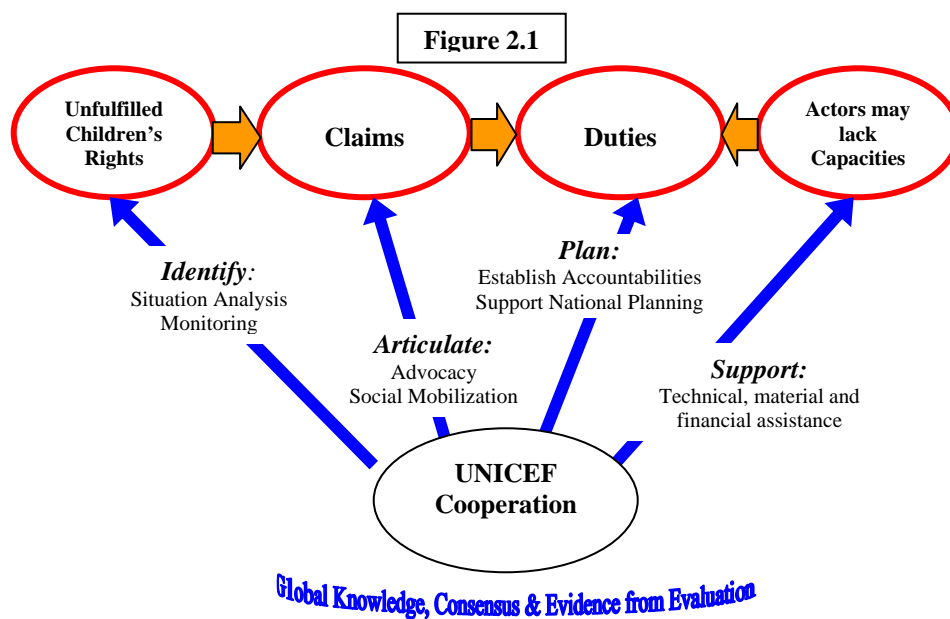 Figure 2.1
Unfulfilled
Children's
Rights
Claims
Duties
Actors may
lack
Capacities
Identify:
Situation Analysis
Monitoring
Articulate:
Advocacy
Social Mobilization
Plan:
Establish Accountabilities
Support National Planning
Support:
Technical, material and
financial assistance
UNICEF
Cooperation
Global Knowledge, Consensus & Evidence from Evaluation